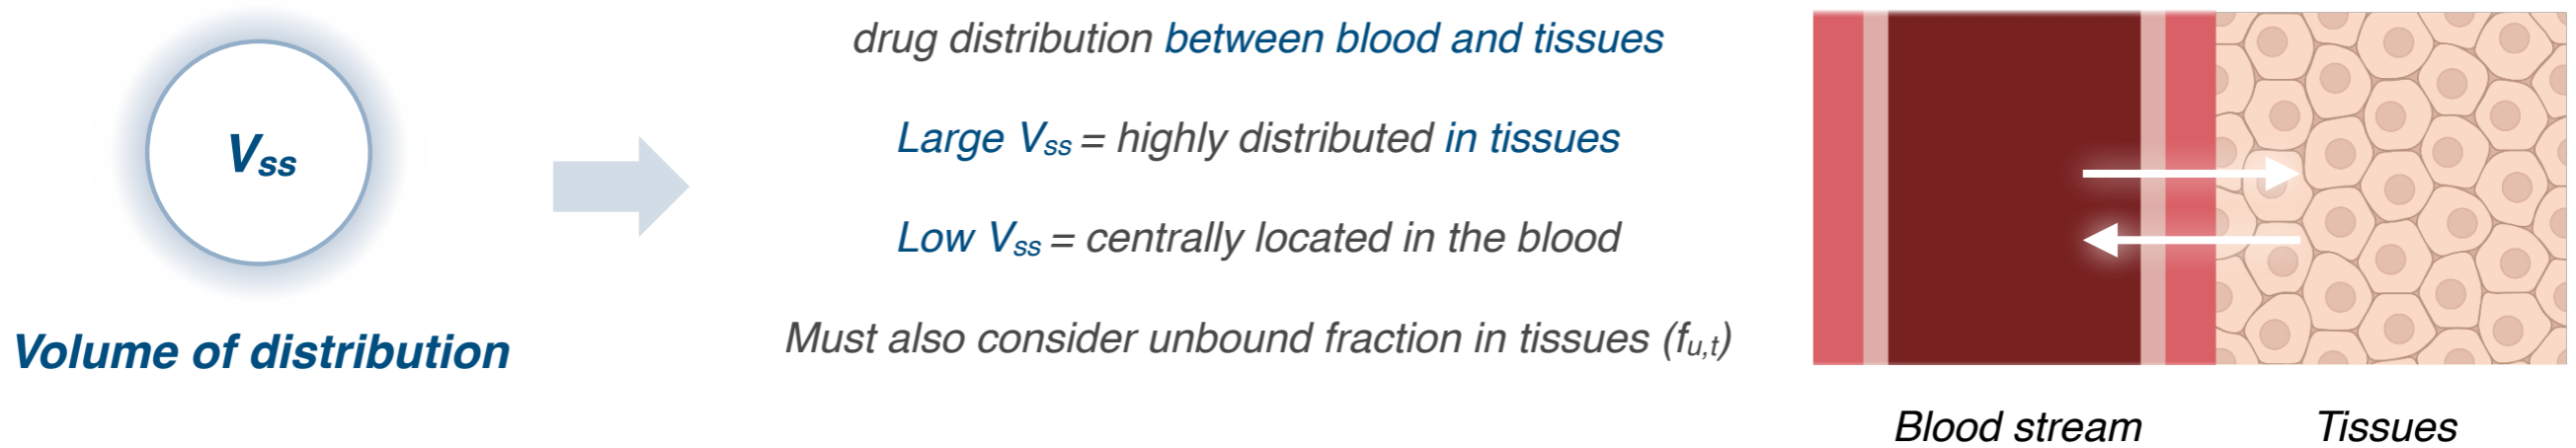 Vss
Volume of distribution
drug distribution between blood and tissues
Large Vss = highly distributed in tissues
Low Vss = centrally located in the blood
Must also consider unbound fraction in tissues (fu,t)
Blood stream
Tissues